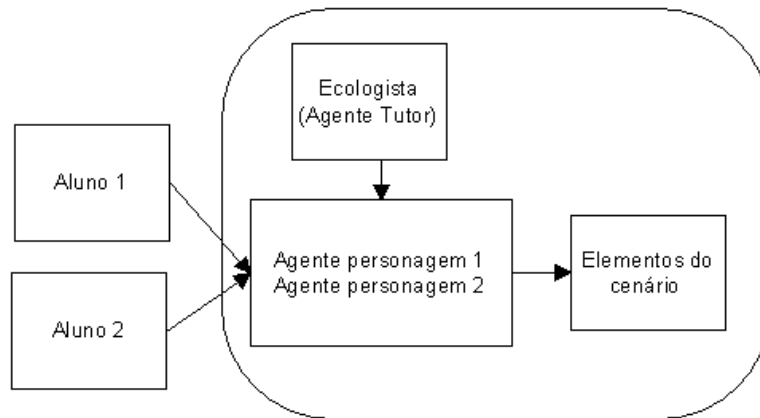 Ecologista
(Agente Tutor)
Aluno 1
Agente personagem 1
Agente personagem 2
Elementos do
cenário
Aluno 2